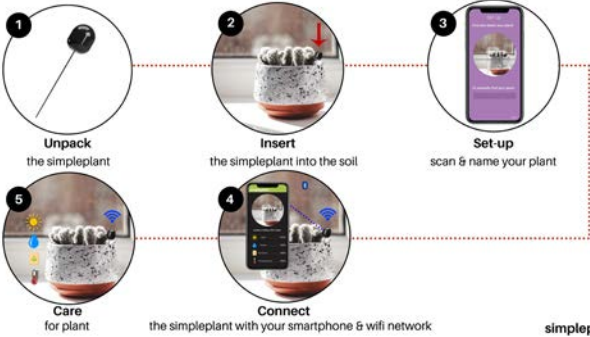 1
Unpack
the simpleplant
2
Insert
the simpleplant into the soil
3
Set-up
scan & name your plant
5
Care
for plant
4
Connect
the simpleplant with your smartphone & wifi network
simplep